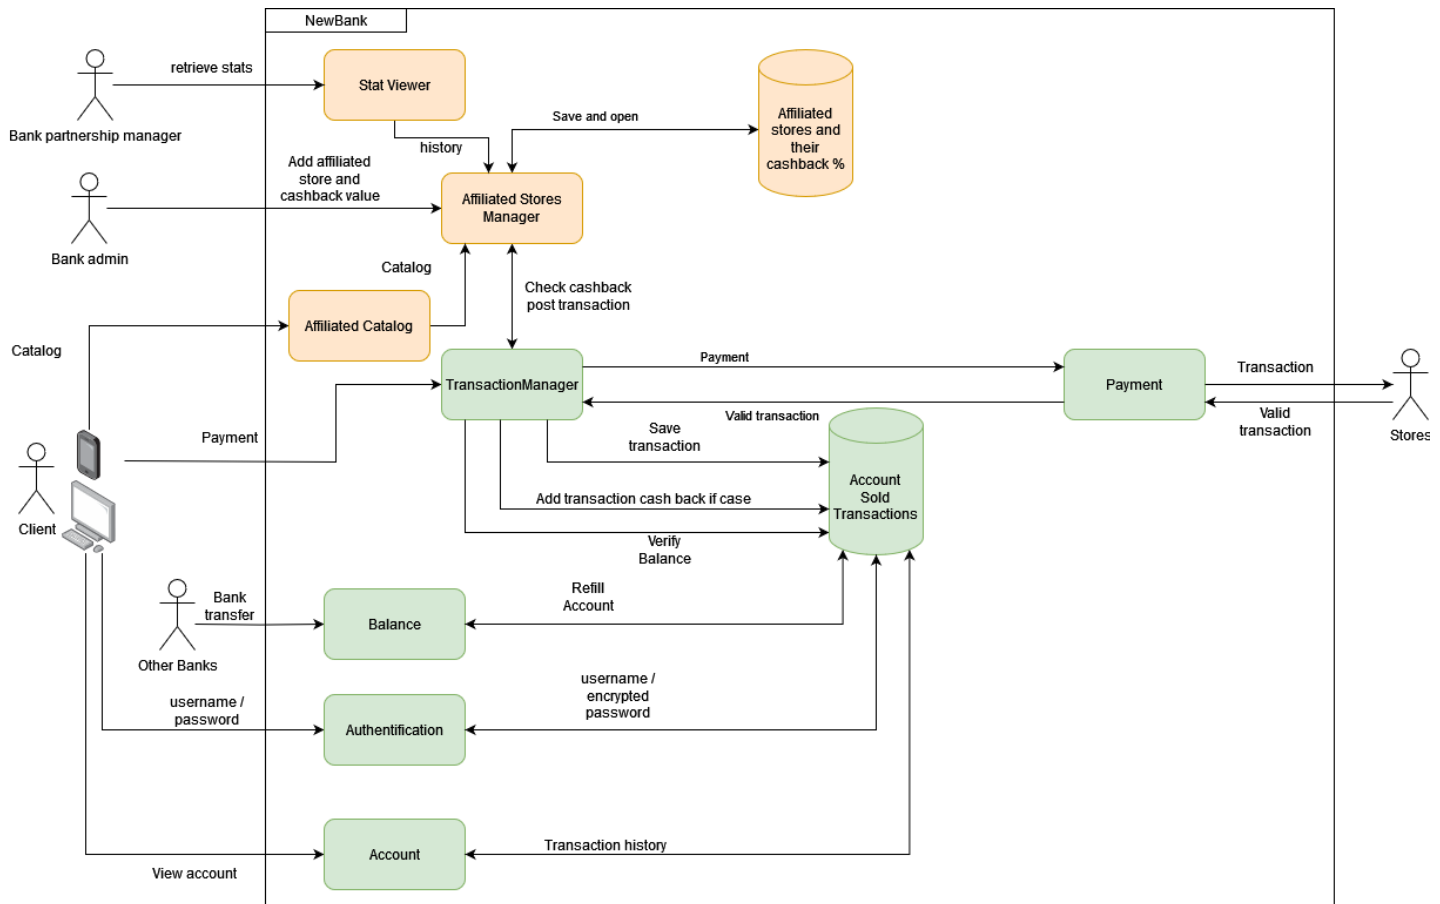 NewBank
retrieve stats
Stat Viewer
Bank partnership manager
history
Save and open
Affiliated
stores and
their
cashback %
Add affiliated
store and
cashback value
Affiliated Stores
Manager
Bank admin
Catalog
Check cashback
post transaction
Affiliated Catalog
Catalog
TransactionManager
Payment
Payment
Transaction
Valid
transaction
Stores
Valid transaction
Payment
Save
transaction
Account
Sold
Transactions
Add transaction cash back if case
Verify
Balance
Client
Bank
transfer
Other Banks
Balance
Refill
Account
username /
password
Authentification
username /
encrypted
password
View account
Account
Transaction history